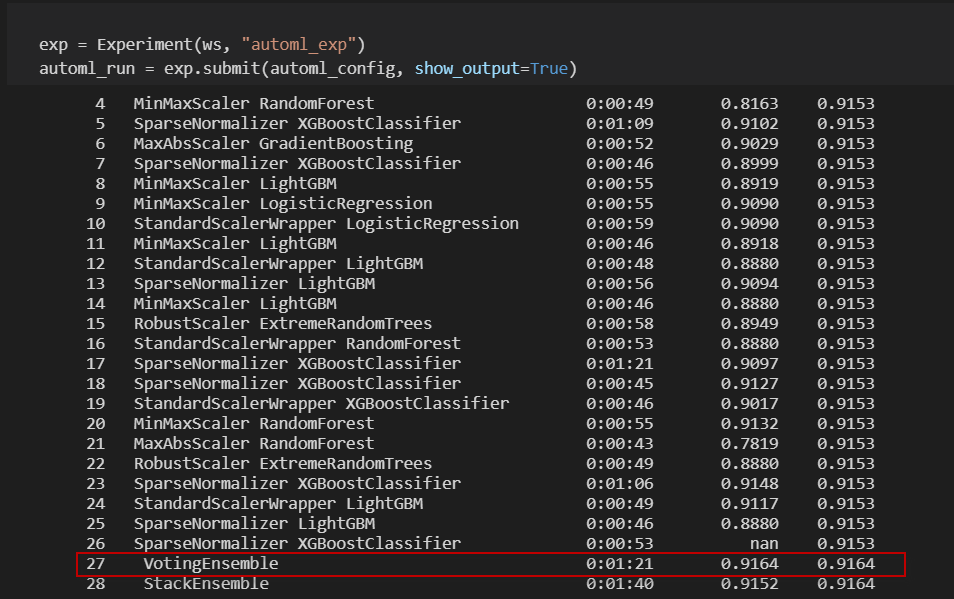 exp = Experiment(ws, "automl_exp")
automl_run = exp.submit(automl_config, show_output=True)
4 MinMaxScaler RandomForest 0:00:49 0.8163 0.9153
5 SparseNormalizer XGBoostClassifier 0:01:09 0.9102 0.9153
6 MaxAbsScaler GradientBoosting 0:00:52 0.9029 0.9153
7 SparseNormalizer XGBoostClassifier 0:00:46 0.8999 0.9153
8 MinMaxScaler LightGBM 0:00:55 0.8919 0.9153
9 MinMaxScaler LogisticRegression 0:00:55 0.9090 0.9153
10 StandardScalerWrapper LogisticRegression 0:00:59 0.9090 0.9153
11 MinMaxScaler LightGBM 0:00:46 0.8918 0.9153
12 StandardScalerWrapper LightGBM 0:00:48 0.8880 0.9153
13 SparseNormalizer LightGBM 0:00:56 0.9094 0.9153
14 MinMaxScaler LightGBM 0:00:46 0.8880 0.9153
15 RobustScaler ExtremeRandomTrees 0:00:58 0.8949 0.9153
16 StandardScalerWrapper RandomForest 0:00:53 0.8880 0.9153
17 SparseNormalizer XGBoostClassifier 0:01:21 0.9097 0.9153
18 SparseNormalizer XGBoostClassifier 0:00:45 0.9127 0.9153
19 StandardScalerWrapper XGBoostClassifier 0:00:46 0.9017 0.9153
20 MinMaxScaler RandomForest 0:00:55 0.9132 0.9153
21 MaxAbsScaler RandomForest 0:00:43 0.7819 0.9153
22 RobustScaler ExtremeRandomTrees 0:00:49 0.8880 0.9153
23 SparseNormalizer XGBoostClassifier 0:01:06 0.9148 0.9153
24 StandardScalerWrapper LightGBM 0:00:49 0.9117 0.9153
25 SparseNormalizer LightGBM 0:00:46 0.8880 0.9153
26 SparseNormalizer XGBoostClassifier 0:00:53 nan 0.9153
27 VotingEnsemble 0:01:21 0.9164 0.9164
28 StackEnsemble 0:01:40 0.9152 0.9164